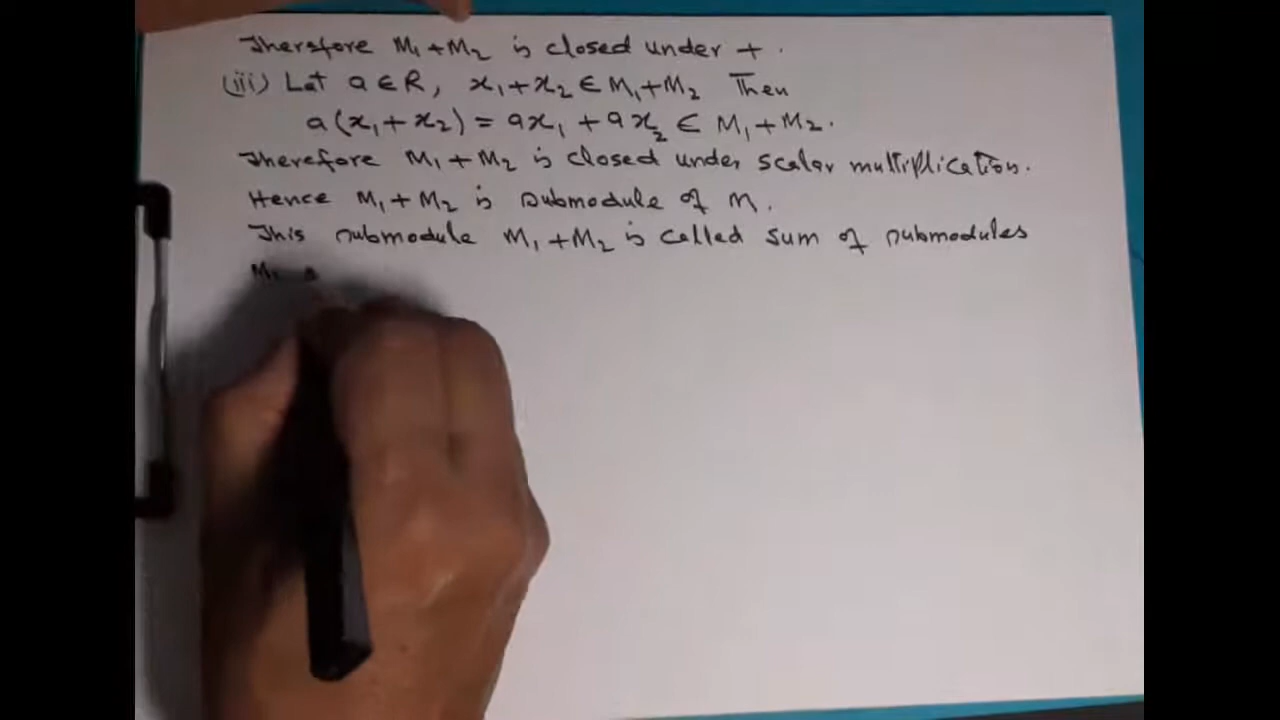 Therefore M₁+M₂ is closed under + .
(iii) Let a ∈ R, x₁+x₂ ∈ M₁+M₂ Then
a(x₁+x₂) = ax₁ + ax₂ ∈ M₁+M₂.
Therefore M₁+M₂ is closed under scalar multiplication.
Hence M₁+M₂ is submodule of M.
This submodule M₁+M₂ is called sum of submodules
M₁